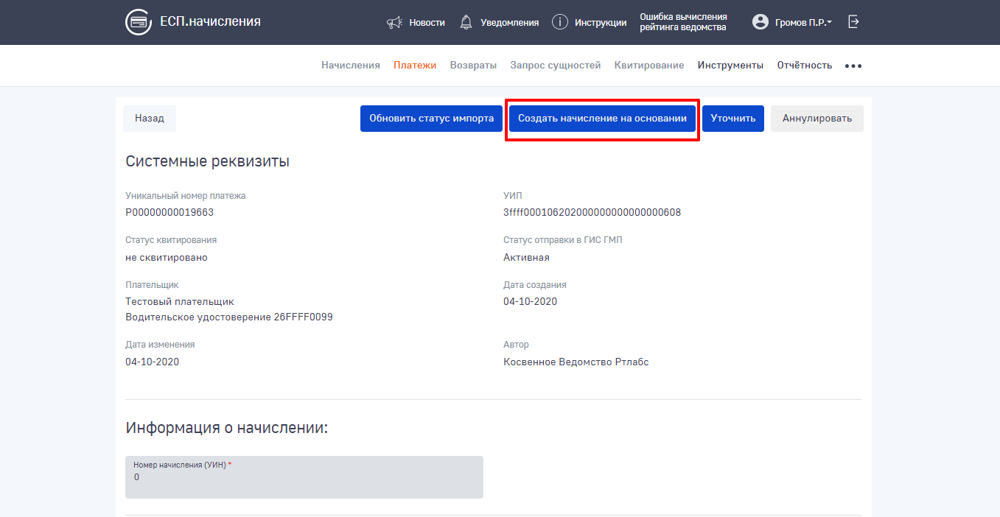 ЕСП.начисления
Новости
Уведомления
Инструкции
Ошибка вычисления
рейтинга ведомства
Громов П.Р.
Начисления Платежи Возвраты Запрос сущностей Квитирование Инструменты Отчётность
Назад
Обновить статус импорта
Создать начисление на основании
Уточнить
Аннулировать
Системные реквизиты
Уникальный номер платежа
P00000000019663
УИП
3ffff000106202000000000000000608
Статус квитирования
не сквитировано
Статус отправки в ГИС ГМП
Активная
Плательщик
Тестовый плательщик
Водительское удостоверение 26FFFF0099
Дата создания
04-10-2020
Дата изменения
04-10-2020
Автор
Косвенное Ведомство Ртлабс
Информация о начислении:
Номер начисления (УИН) *
0